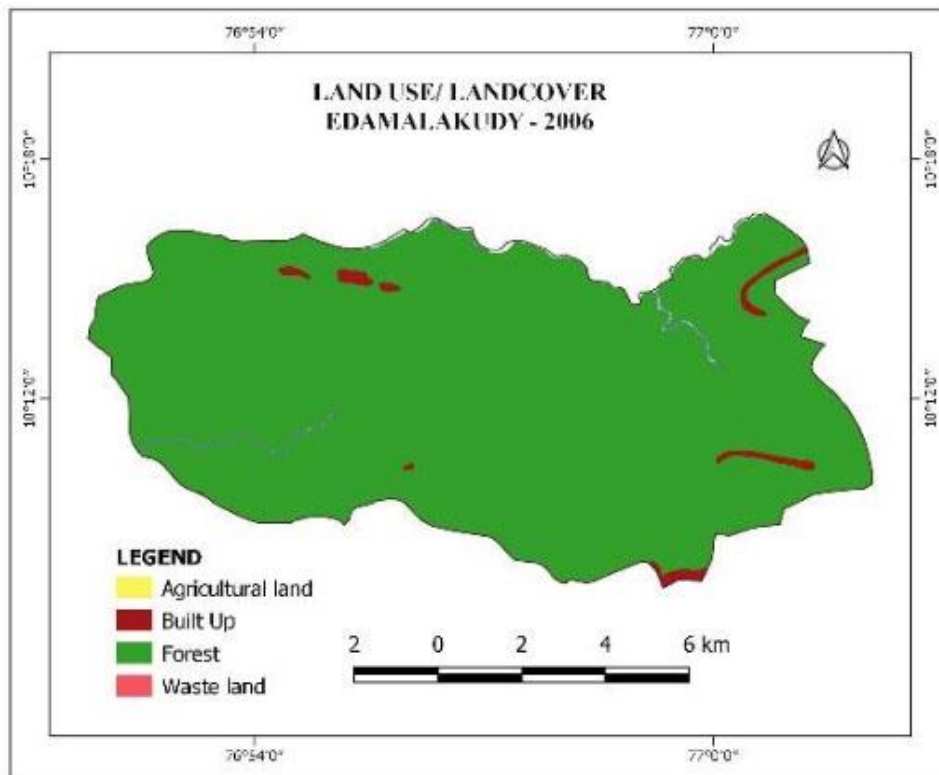 76°54'0"
77°0'0"
LAND USE/ LANDCOVER
EDAMALAKUDY - 2006
10°18'0"
10°18'0"
10°12'0"
10°12'0"
LEGEND
Agricultural land
Built Up
Forest
Waste land
2 0 2 4 6 km
76°54'0"
77°0'0"